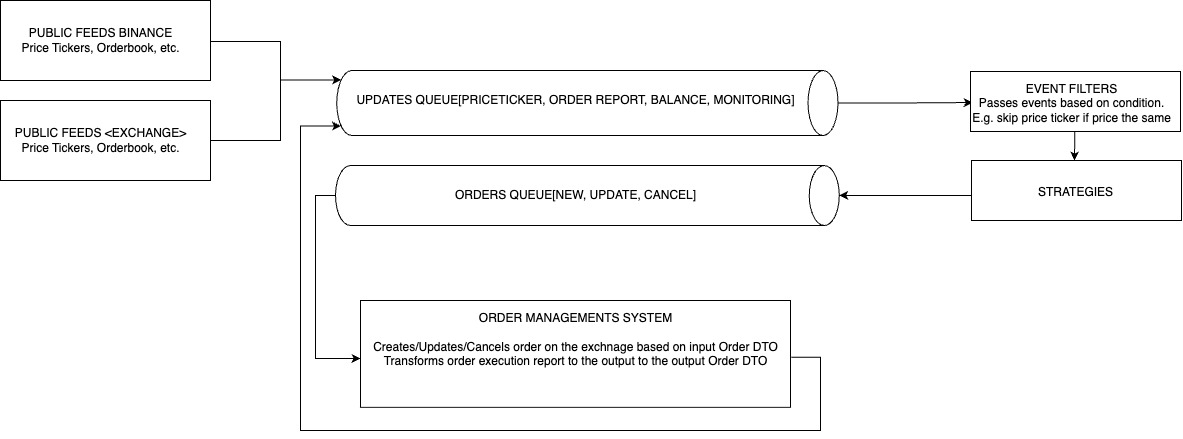 PUBLIC FEEDS BINANCE
Price Tickers, Orderbook, etc.
PUBLIC FEEDS <EXCHANGE>
Price Tickers, Orderbook, etc.
UPDATES QUEUE[PRICETICKER, ORDER REPORT, BALANCE, MONITORING]
EVENT FILTERS
Passes events based on condition.
E.g. skip price ticker if price the same
ORDERS QUEUE[NEW, UPDATE, CANCEL]
STRATEGIES
ORDER MANAGEMENTS SYSTEM
Creates/Updates/Cancels order on the exchnage based on input Order DTO
Transforms order execution report to the output to the output Order DTO